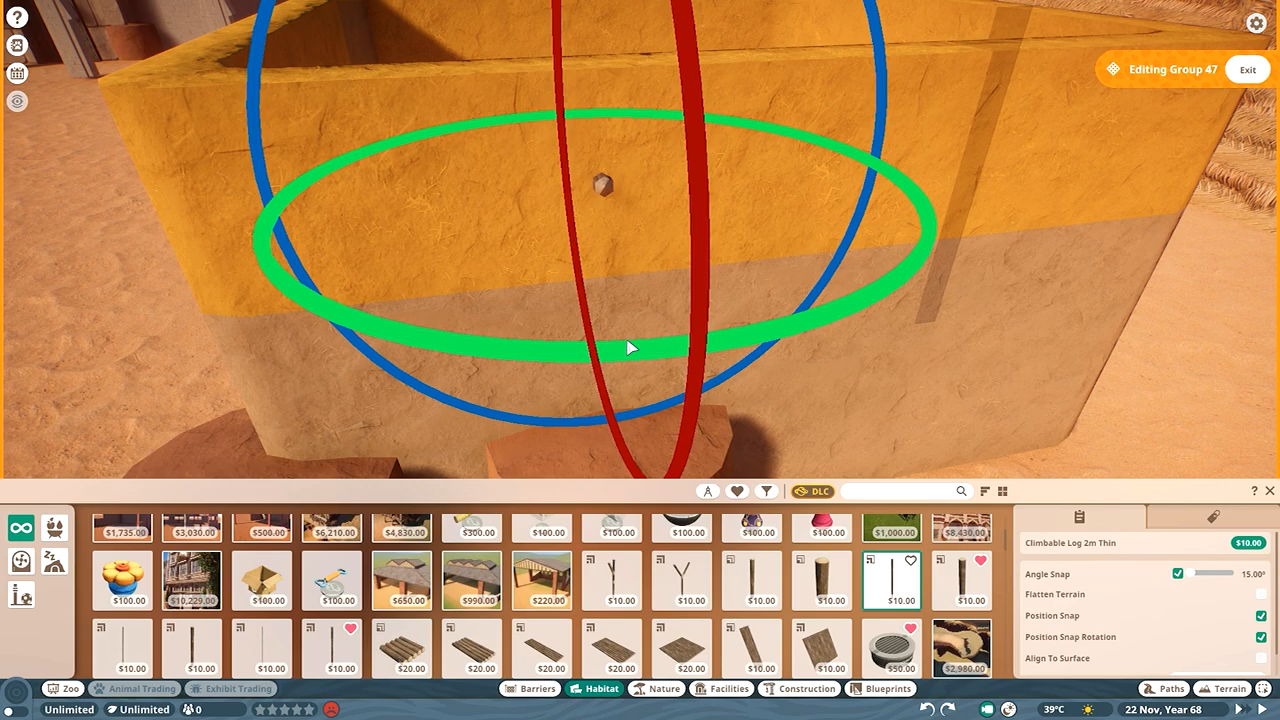 ?
Editing Group 47 Exit
DLC
? ×
$1,735.00 $3,030.00 $500.00 $6,210.00 $4,830.00 $300.00 $100.00 $100.00 $100.00 $100.00 $100.00 $1,000.00 $8,430.00
$100.00 $10,229.00 $100.00 $100.00 $650.00 $990.00 $220.00 $10.00 $10.00 $10.00 $10.00 $10.00 $10.00
$10.00 $10.00 $10.00 $10.00 $20.00 $20.00 $20.00 $20.00 $20.00 $10.00 $10.00 $50.00 $2,980.00
Climbable Log 2m Thin $10.00
Angle Snap 15.00°
Flatten Terrain
Position Snap
Position Snap Rotation
Align To Surface
Zoo Animal Trading Exhibit Trading Barriers Habitat Nature Facilities Construction Blueprints Paths Terrain
Unlimited Unlimited 0 39°C 22 Nov, Year 68